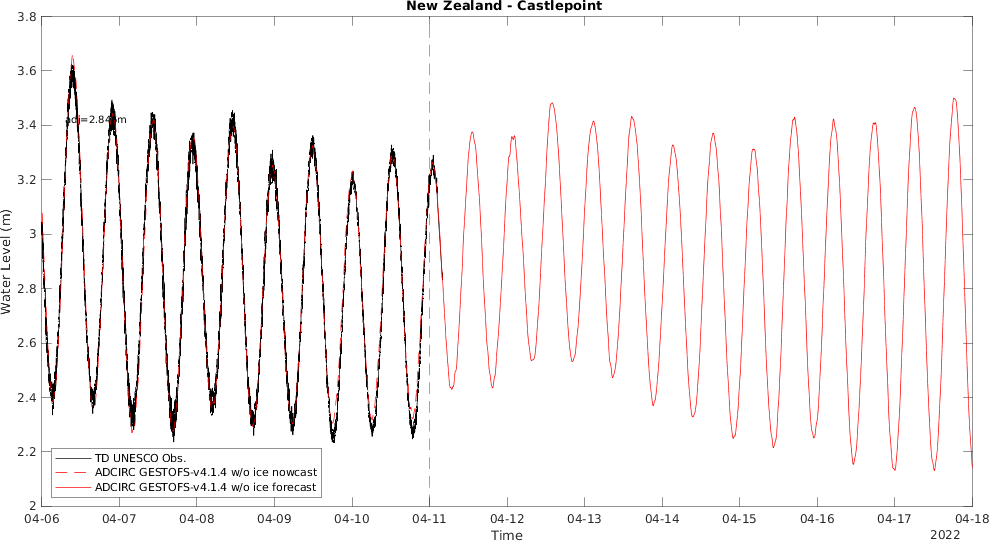 New Zealand - Castlepoint
Water Level (m)
3.8
3.6
3.4
3.2
3
2.8
2.6
2.4
2.2
2
TD UNESCO Obs.
ADCIRC GESTOFS-v4.1.4 w/o ice nowcast
ADCIRC GESTOFS-v4.1.4 w/o ice forecast
04-06 04-07 04-08 04-09 04-10 04-11 04-12 04-13 04-14 04-15 04-16 04-17 04-18
Time
2022